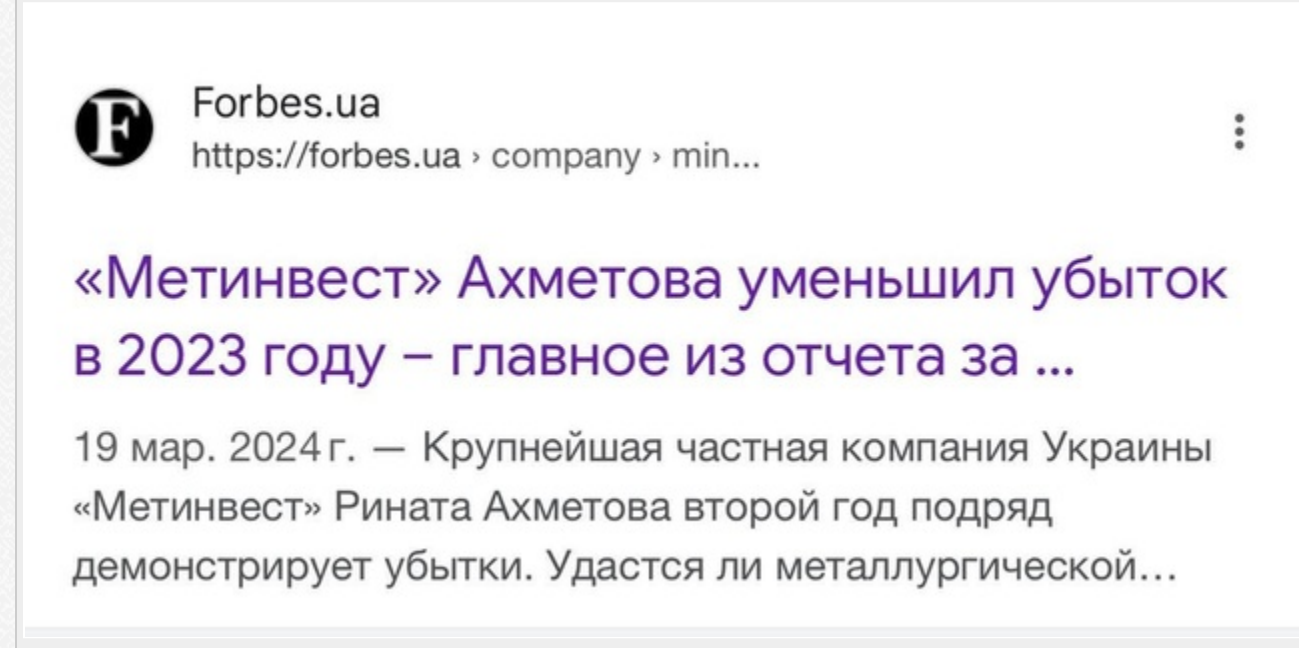 F
Forbes.ua
https://forbes.ua › company › min...
«Метинвест» Ахметова уменьшил убыток
в 2023 году – главное из отчета за ...
19 мар. 2024 г. — Крупнейшая частная компания Украины
«Метинвест» Рината Ахметова второй год подряд
демонстрирует убытки. Удастся ли металлургической...